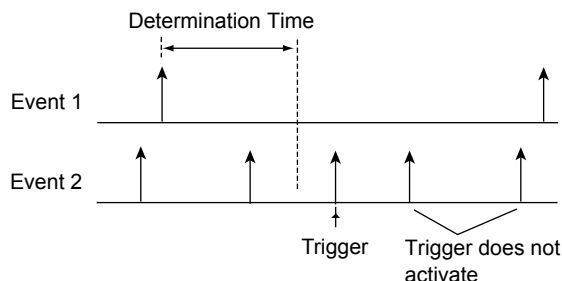 Determination Time
Event 1
Event 2
Trigger
Trigger does not
activate